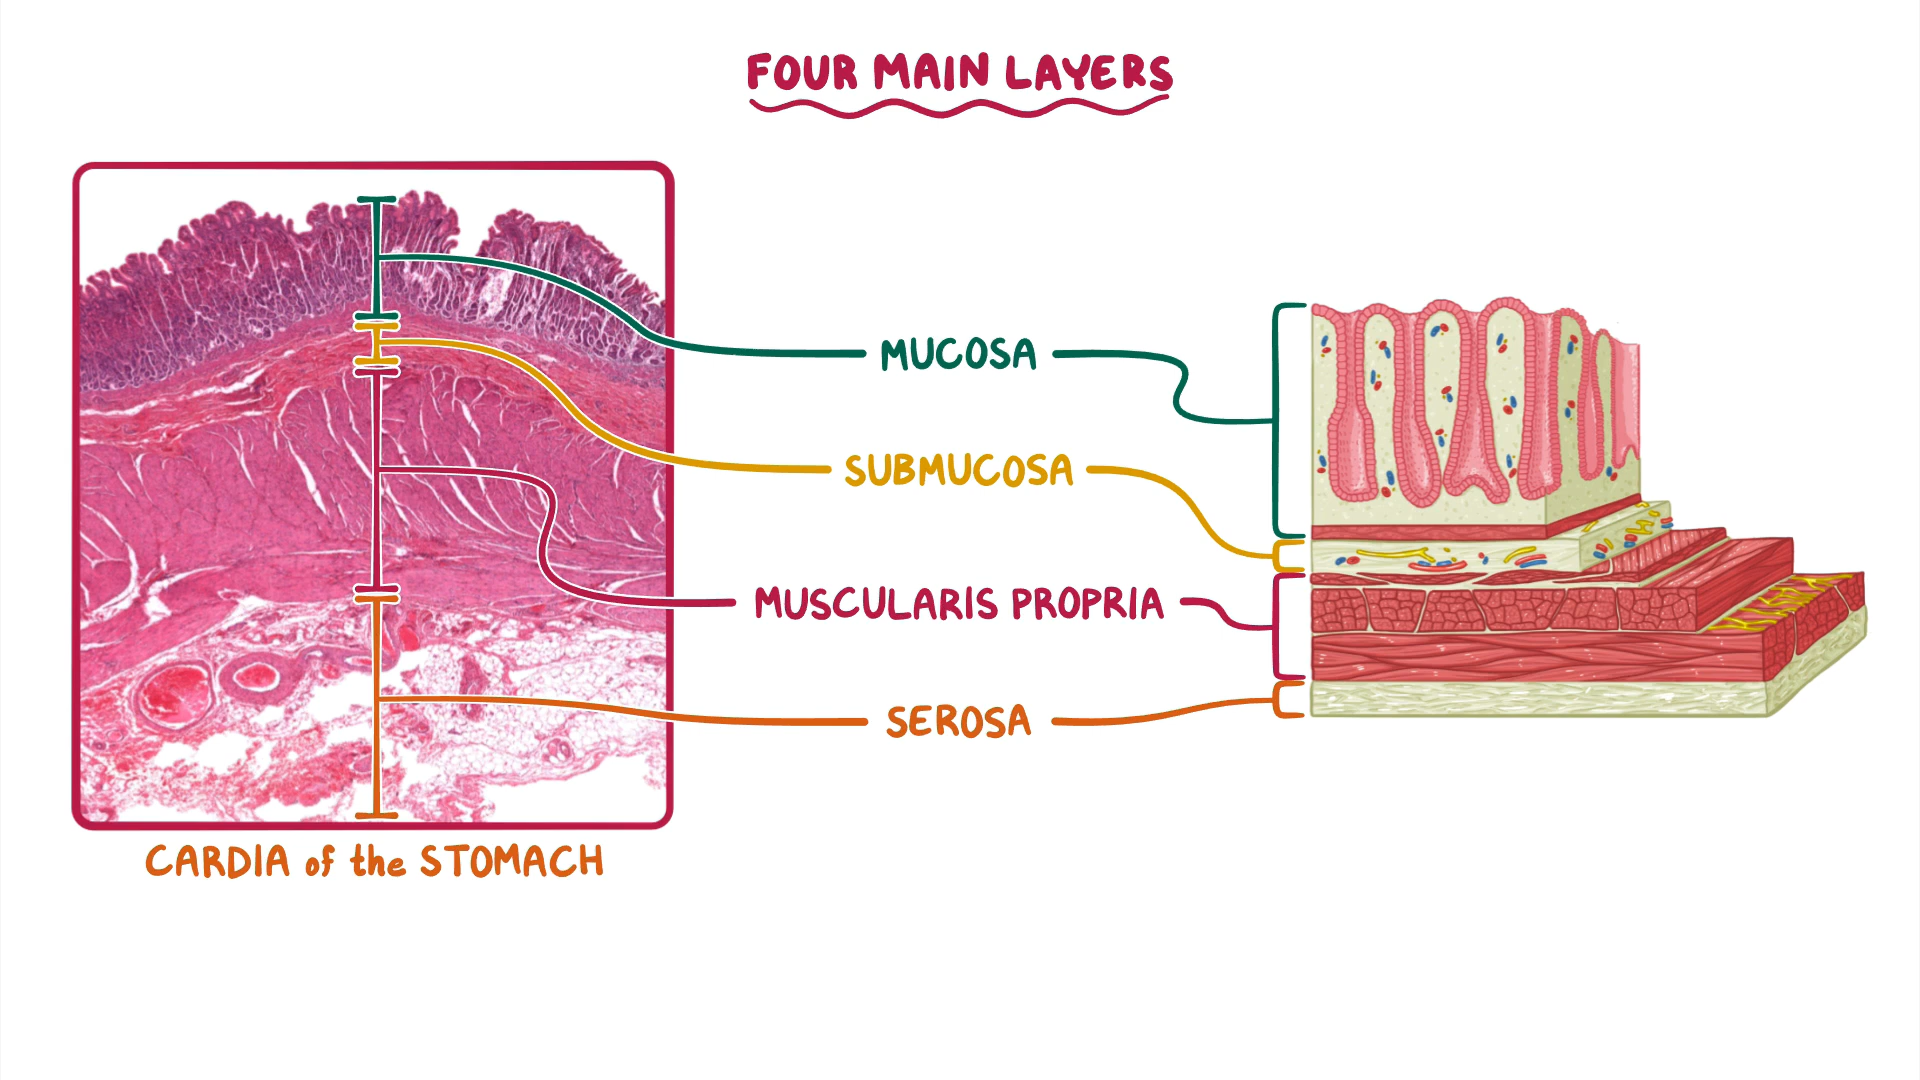 FOUR MAIN LAYERS
MUCOSA
SUBMUCOSA
MUSCULARIS PROPRIA
SEROSA
CARDIA of the STOMACH